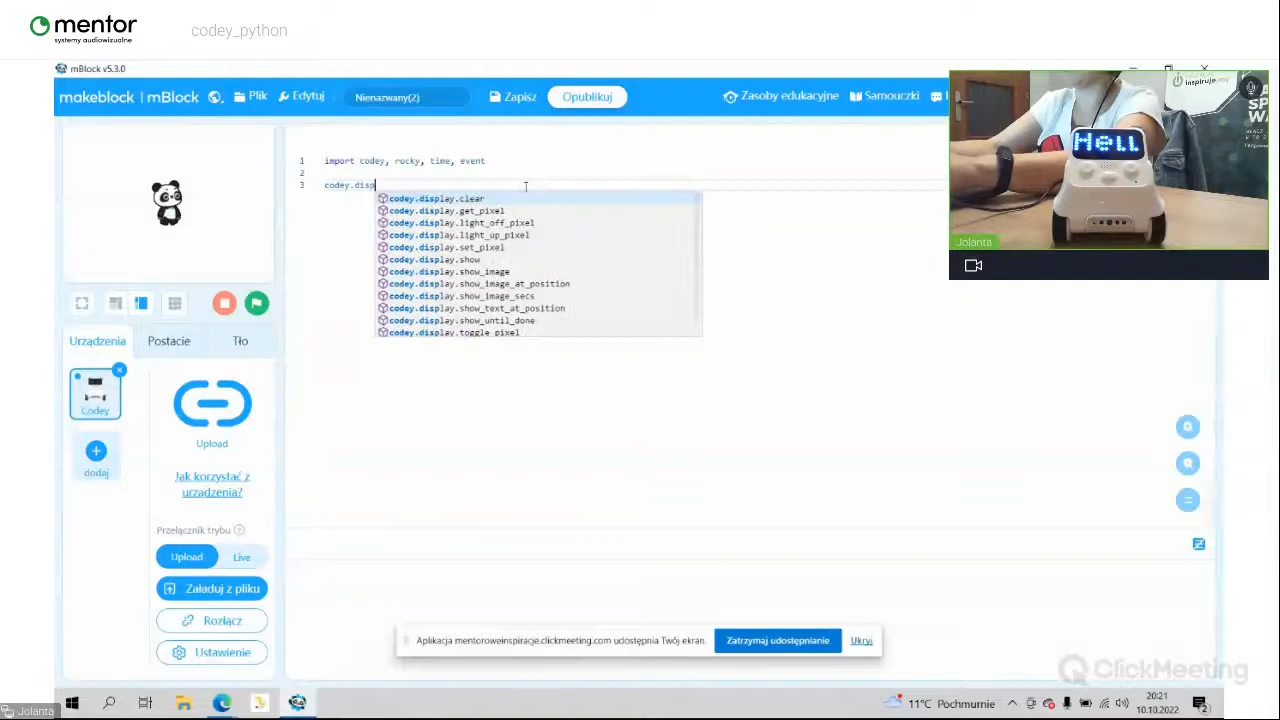 mentor
systemy audiowizualne
codey_python
mBlock v5.3.0
makeblock | mBlock
Plik
Edytuj
Nienazwany(2)
Zapisz
Opublikuj
Zasoby edukacyjne
Samouczki
inspiruje.my
Hell
Jolanta
1 import codey, rocky, time, event
2
3 codey.disp
codey.display.clear
codey.display.get_pixel
codey.display.light_off_pixel
codey.display.light_up_pixel
codey.display.set_pixel
codey.display.show
codey.display.show_image
codey.display.show_image_at_position
codey.display.show_image_secs
codey.display.show_text_at_position
codey.display.show_until_done
codey.display.toggle_pixel
Urządzenia
Postacie
Tło
Codey
dodaj
Upload
Jak korzystać z
urządzenia?
Przełącznik trybu
Upload
Live
Załaduj z pliku
Rozłącz
Ustawienie
Aplikacja mentoroweinspiracje.clickmeeting.com udostępnia Twój ekran.
Zatrzymaj udostępnianie
Ukryj
ClickMeeting
11°C Pochmurnie
20:21
10.10.2022
2
Jolanta